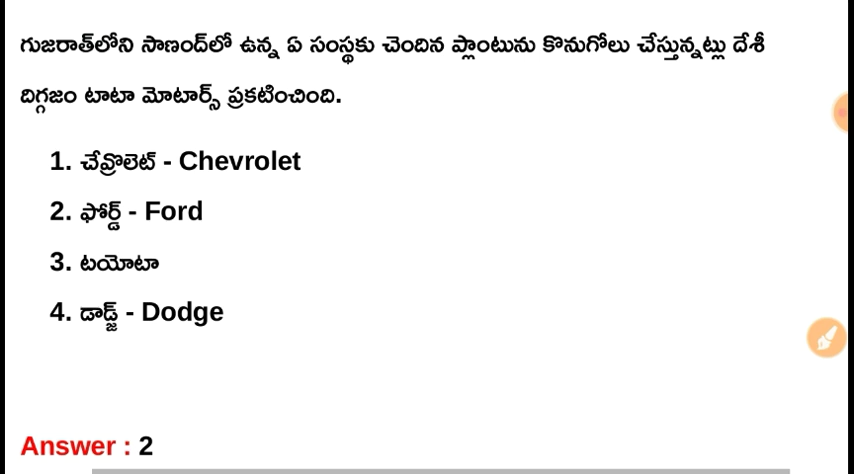 గుజరాత్‌లోని సాణంద్‌లో ఉన్న ఏ సంస్థకు చెందిన ప్లాంటును కొనుగోలు చేస్తున్నట్లు దేశీ
దిగ్గజం టాటా మోటార్స్ ప్రకటించింది.
1. చేవ్రొలెట్ - Chevrolet
2. ఫోర్డ్ - Ford
3. టయోటా
4. డాడ్జ్ - Dodge
Answer : 2